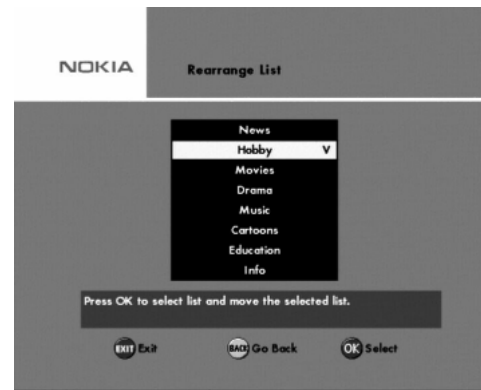 NOKIA
Rearrange List
News
Hobby V
Movies
Drama
Music
Cartoons
Education
Info
Press OK to select list and move the selected list.
EXIT Exit BACK Go Back OK Select